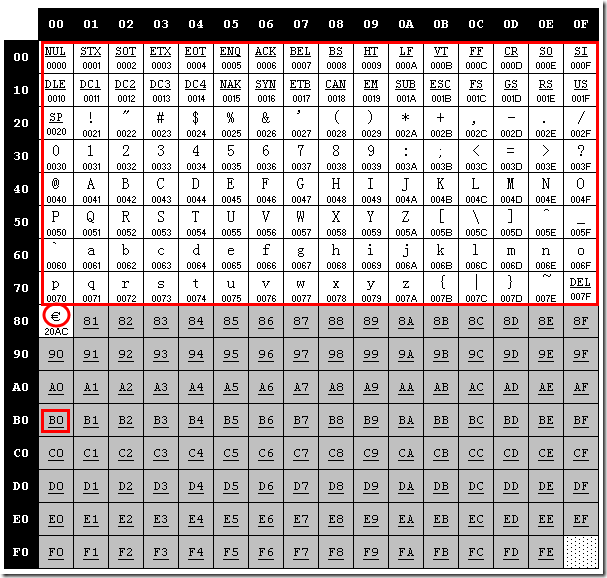 00 01 02 03 04 05 06 07 08 09 0A 0B 0C 0D 0E 0F
00 NUL STX SOT ETX EOT ENQ ACK BEL BS HT LF VT FF CR SO SI
0000 0001 0002 0003 0004 0005 0006 0007 0008 0009 000A 000B 000C 000D 000E 000F
10 DLE DC1 DC2 DC3 DC4 NAK SYN ETB CAN EM SUB ESC FS GS RS US
0010 0011 0012 0013 0014 0015 0016 0017 0018 0019 001A 001B 001C 001D 001E 001F
20 SP ! " # $ % & ' ( ) * + , - . /
0020 0021 0022 0023 0024 0025 0026 0027 0028 0029 002A 002B 002C 002D 002E 002F
30 0 1 2 3 4 5 6 7 8 9 : ; < = > ?
0030 0031 0032 0033 0034 0035 0036 0037 0038 0039 003A 003B 003C 003D 003E 003F
40 @ A B C D E F G H I J K L M N O
0040 0041 0042 0043 0044 0045 0046 0047 0048 0049 004A 004B 004C 004D 004E 004F
50 P Q R S T U V W X Y Z [ \ ] ^ _
0050 0051 0052 0053 0054 0055 0056 0057 0058 0059 005A 005B 005C 005D 005E 005F
60 ` a b c d e f g h i j k l m n o
0060 0061 0062 0063 0064 0065 0066 0067 0068 0069 006A 006B 006C 006D 006E 006F
70 p q r s t u v w x y z { | } ~ DEL
0070 0071 0072 0073 0074 0075 0076 0077 0078 0079 007A 007B 007C 007D 007E 007F
80 € 81 82 83 84 85 86 87 88 89 8A 8B 8C 8D 8E 8F
20AC
90 90 91 92 93 94 95 96 97 98 99 9A 9B 9C 9D 9E 9F
A0 A0 A1 A2 A3 A4 A5 A6 A7 A8 A9 AA AB AC AD AE AF
B0 B0 B1 B2 B3 B4 B5 B6 B7 B8 B9 BA BB BC BD BE BF
C0 C0 C1 C2 C3 C4 C5 C6 C7 C8 C9 CA CB CC CD CE CF
D0 D0 D1 D2 D3 D4 D5 D6 D7 D8 D9 DA DB DC DD DE DF
E0 E0 E1 E2 E3 E4 E5 E6 E7 E8 E9 EA EB EC ED EE EF
F0 F0 F1 F2 F3 F4 F5 F6 F7 F8 F9 FA FB FC FD FE